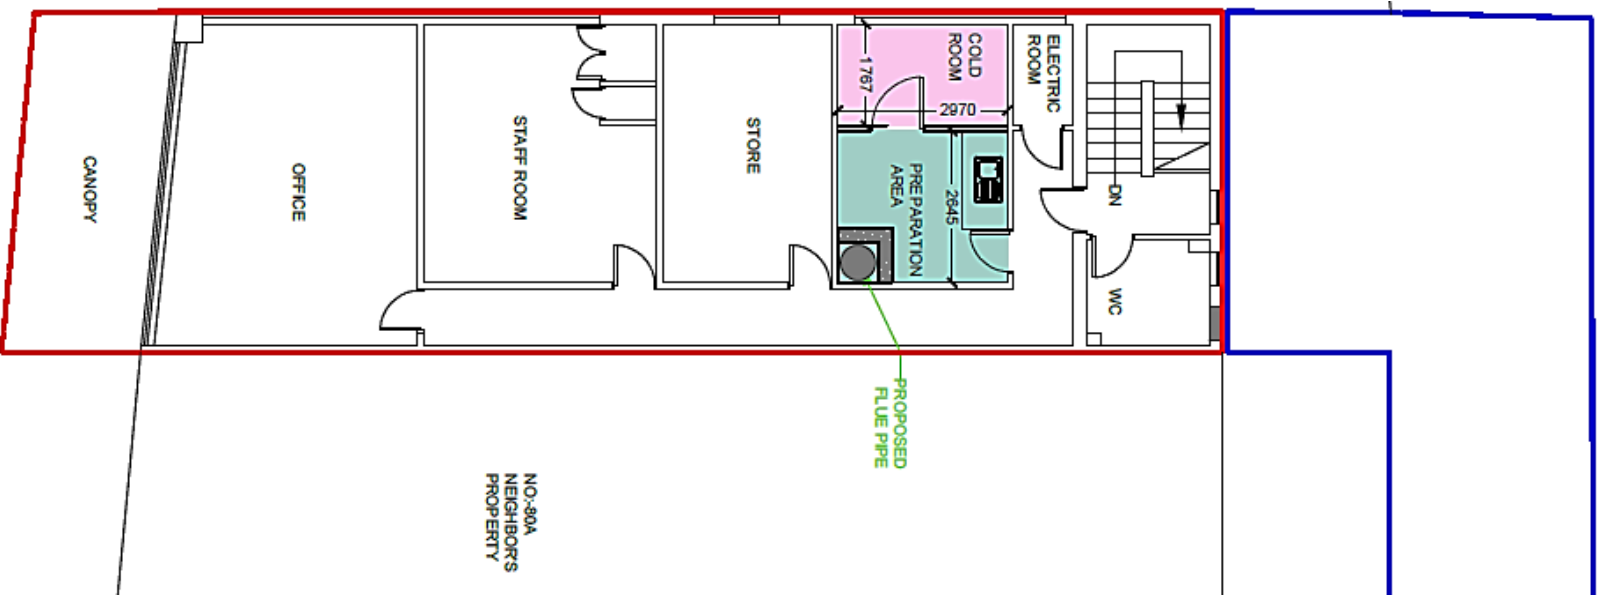 CANOPY
OFFICE
STAFF ROOM
STORE
COLD
ROOM
1767
2970
ELECTRIC
ROOM
PREPARATION
AREA
2645
DN
WC
PROPOSED
FLUE PIPE
NO:-80A
NEIGHBOR'S
PROPERTY